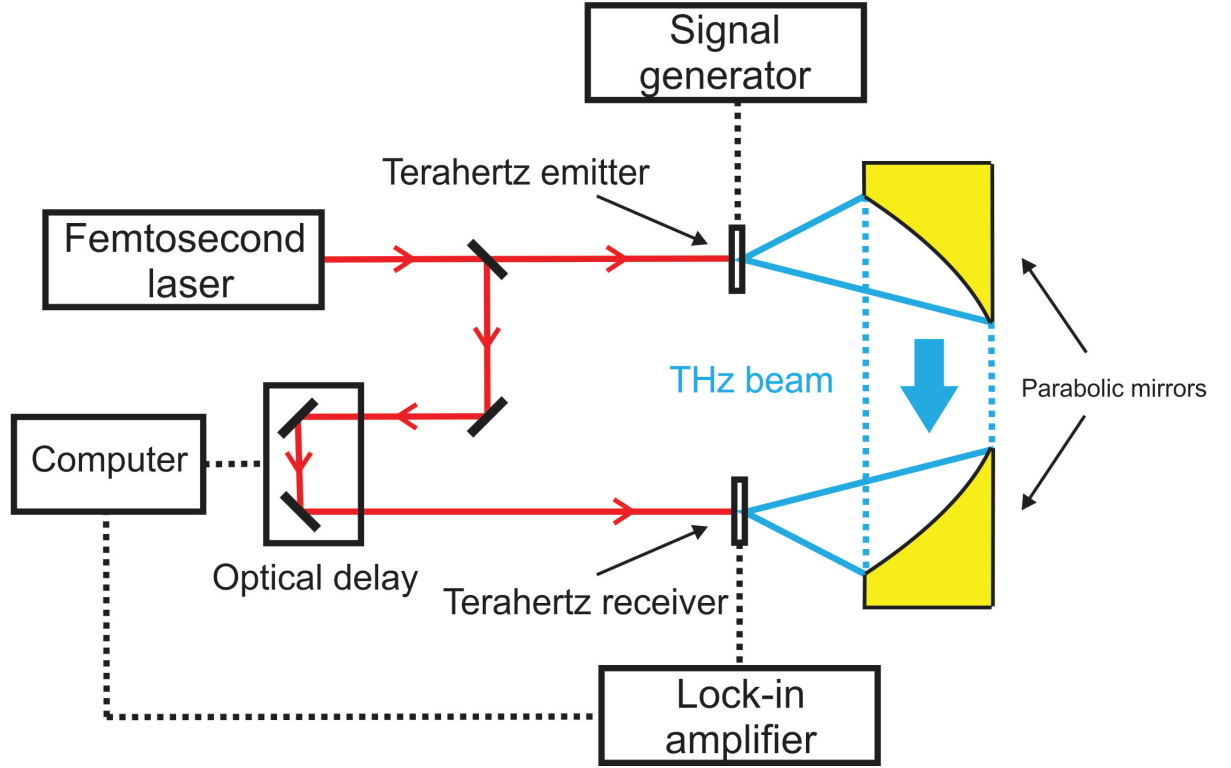 Signal
generator
Terahertz emitter
Femtosecond
laser
THz beam
Parabolic mirrors
Computer
Optical delay
Terahertz receiver
Lock-in
amplifier